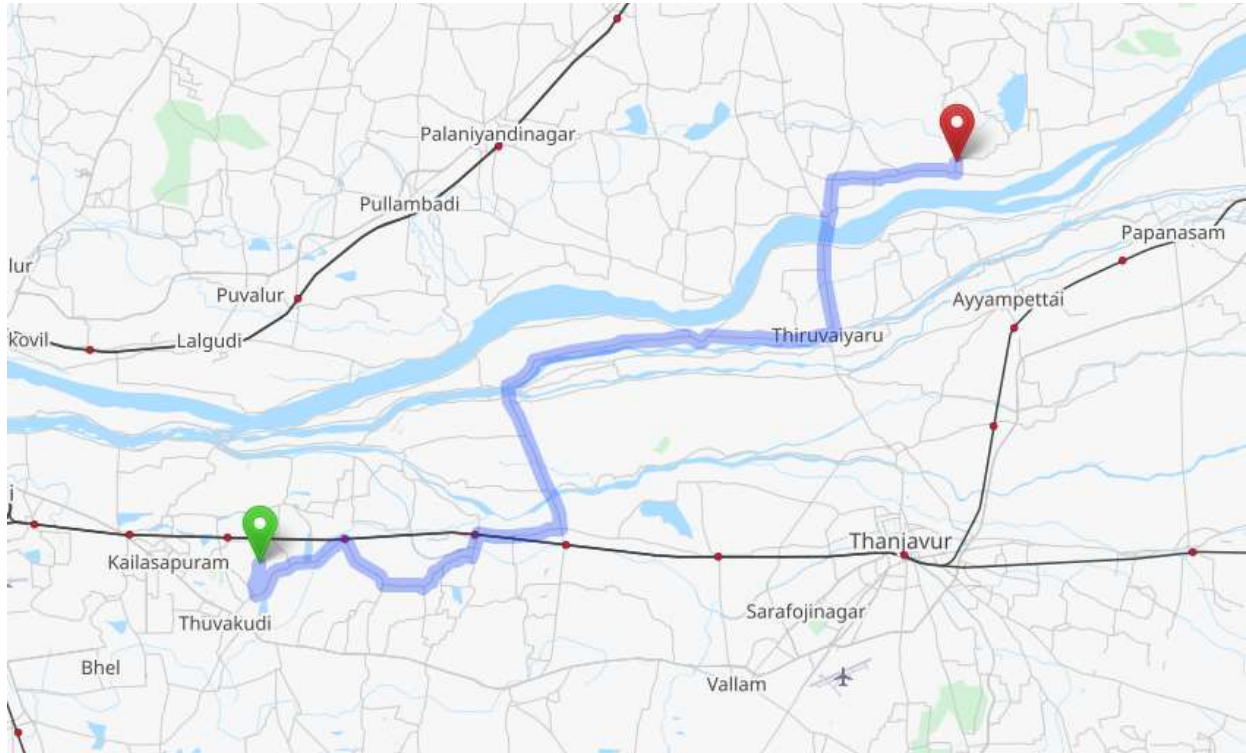 Palaniyandinagar
Pullambadi
Papanasam
lur
Puvalur
Ayyampettai
kovil
Lalgudi
Thiruvaiyaru
i
Thanjavur
Kailasapuram
Sarafojinagar
Thuvakudi
Bhel
Vallam